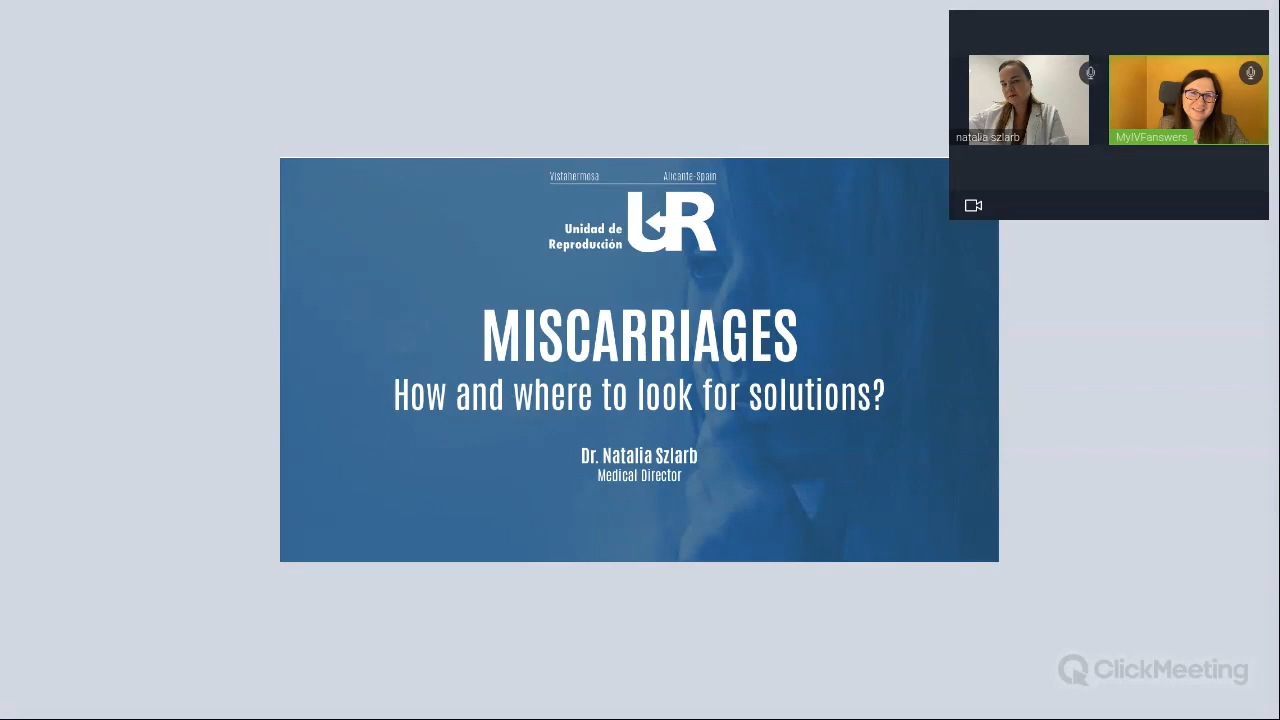 natalia szlarb
MyIVFanswers
Vistahermosa Alicante-Spain
Unidad de
Reproducción
UR
MISCARRIAGES
How and where to look for solutions?
Dr. Natalia Szlarb
Medical Director
ClickMeeting